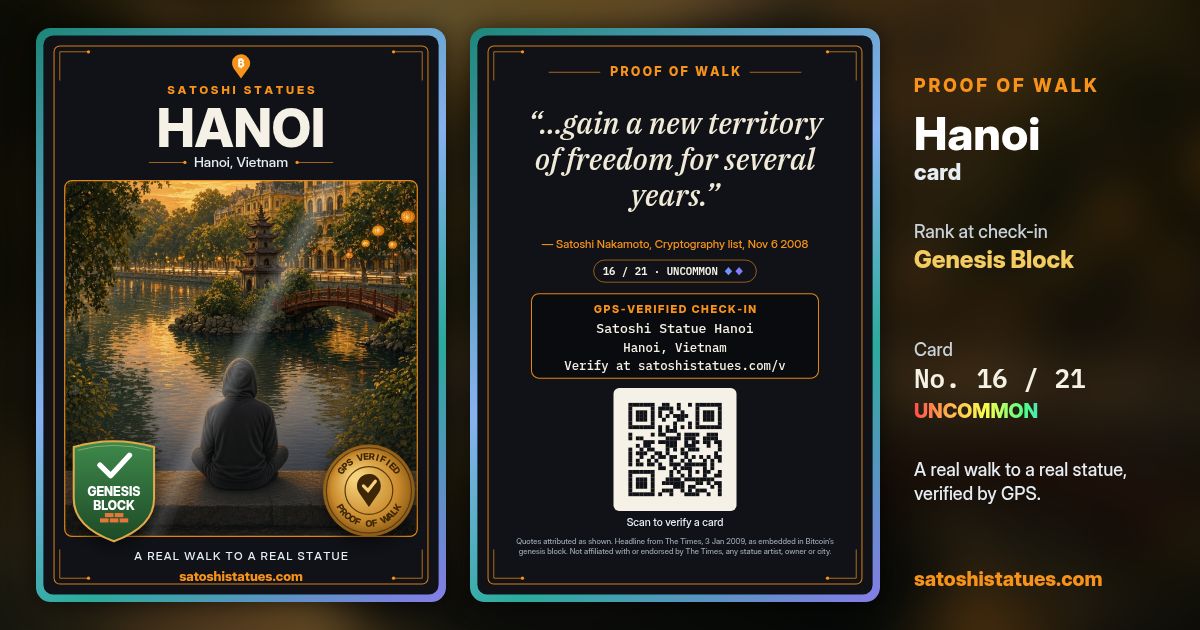 ₿
SATOSHI STATUES
HANOI
Hanoi, Vietnam
GENESIS
BLOCK
GPS VERIFIED
PROOF OF WALK
A REAL WALK TO A REAL STATUE
satoshistatues.com
PROOF OF WALK
“...gain a new territory
of freedom for several
years.”
— Satoshi Nakamoto, Cryptography list, Nov 6 2008
16 / 21 · UNCOMMON
GPS-VERIFIED CHECK-IN
Satoshi Statue Hanoi
Hanoi, Vietnam
Verify at satoshistatues.com/v
Scan to verify a card
Quotes attributed as shown. Headline from The Times, 3 Jan 2009, as embedded in Bitcoin's
genesis block. Not affiliated with or endorsed by The Times, any statue artist, owner or city.
PROOF OF WALK
Hanoi
card
Rank at check-in
Genesis Block
Card
No. 16 / 21
UNCOMMON
A real walk to a real statue,
verified by GPS.
satoshistatues.com